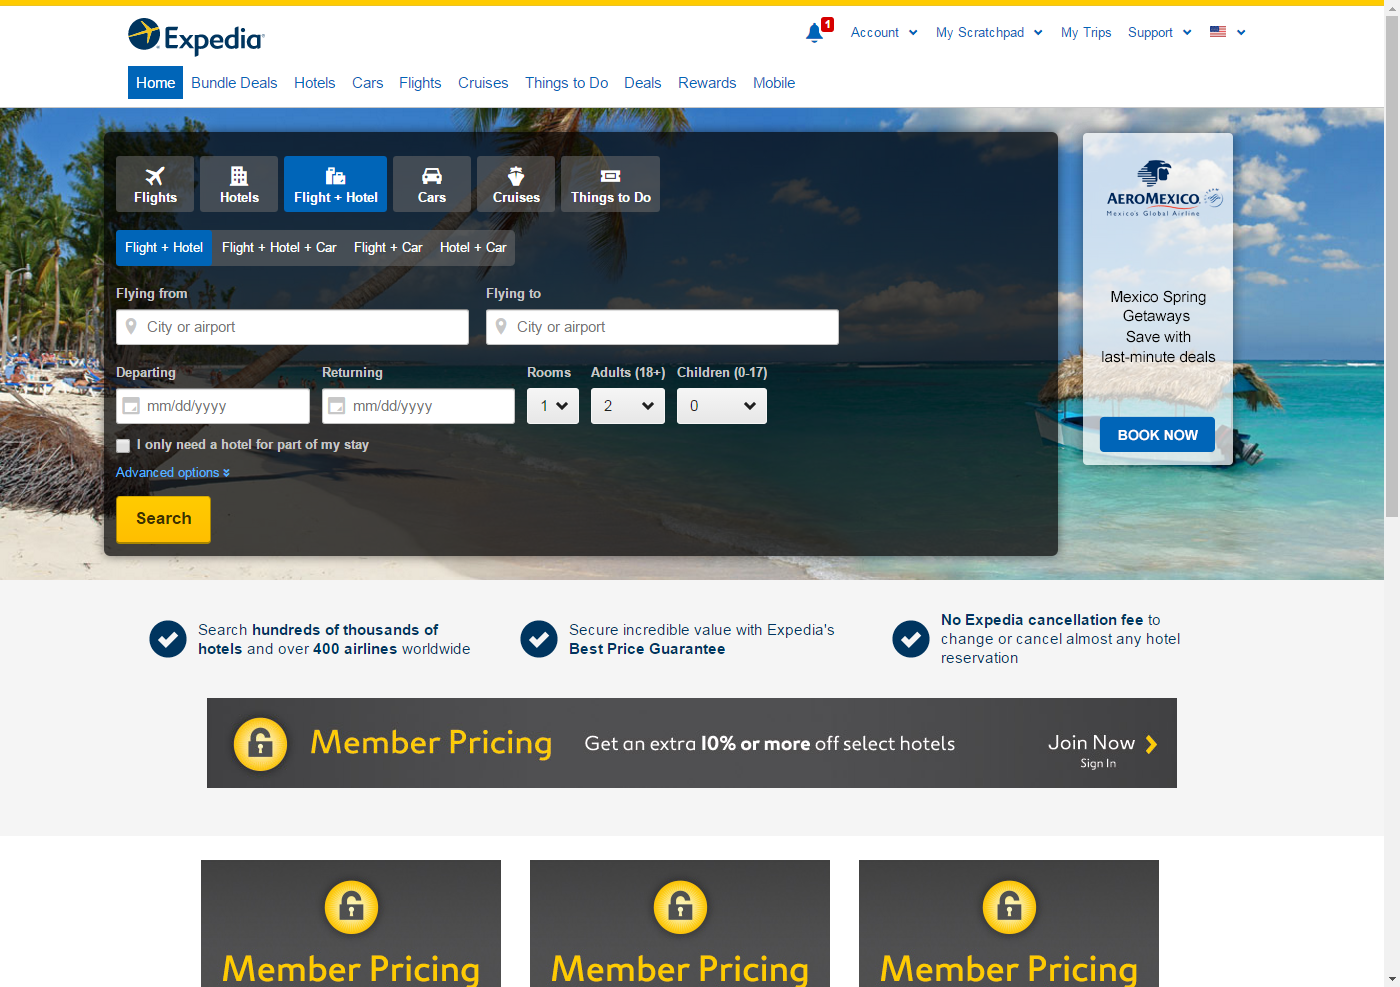 Expedia
1
Account
My Scratchpad
My Trips
Support
Home
Bundle Deals
Hotels
Cars
Flights
Cruises
Things to Do
Deals
Rewards
Mobile
Flights
Hotels
Flight + Hotel
Cars
Cruises
Things to Do
Flight + Hotel
Flight + Hotel + Car
Flight + Car
Hotel + Car
Flying from
Flying to
City or airport
City or airport
Departing
Returning
Rooms
Adults (18+)
Children (0-17)
mm/dd/yyyy
mm/dd/yyyy
1
2
0
I only need a hotel for part of my stay
Advanced options
Search
AEROMEXICO
Mexico's Global Airline
Mexico Spring
Getaways
Save with
last-minute deals
BOOK NOW
Search hundreds of thousands of
hotels and over 400 airlines worldwide
Secure incredible value with Expedia's
Best Price Guarantee
No Expedia cancellation fee to
change or cancel almost any hotel
reservation
Member Pricing
Get an extra 10% or more off select hotels
Join Now
Sign In
Member Pricing
Member Pricing
Member Pricing